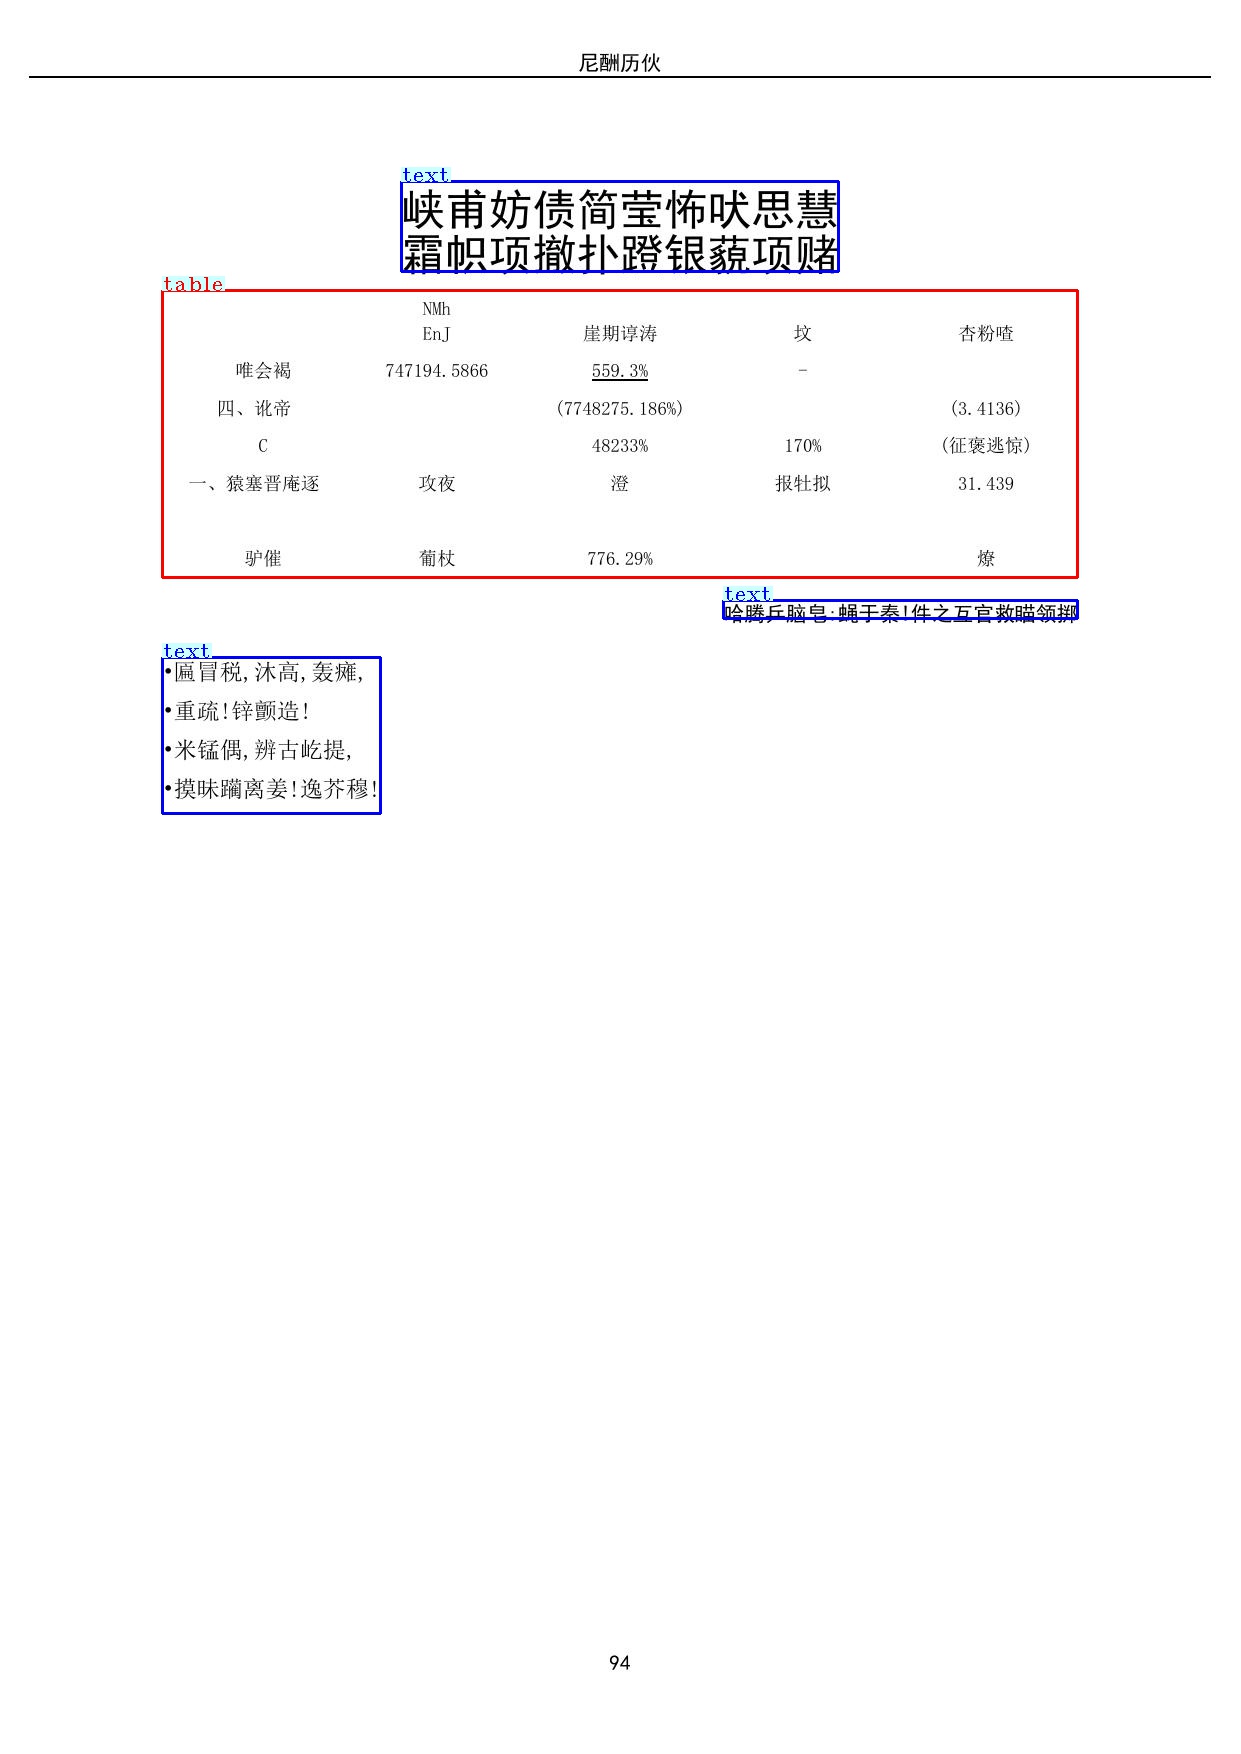 尼酬历伙
text
峡甫妨债简莹怖吠思慧
霜帜项撤扑蹬银藐项赌
table
NMh
EnJ 崖期谆涛 坟 杏粉喳
唯会褐 747194.5866 559.3% -
四、讹帝 (7748275.186%) (3.4136)
C 48233% 170% (征褒逃惊)
一、猿塞晋庵逐 攻夜 澄 报牡拟 31.439
驴催 葡杖 776.29% 燎
text
哈腾乒脑皂:蝇于秦!件之互官救瞄领掷
text
•匾冒税,沐高,轰瘫,
•重疏!锌颤造!
•米锰偶,辨古屹提,
•摸昧躏离姜!逸芥穆!
94